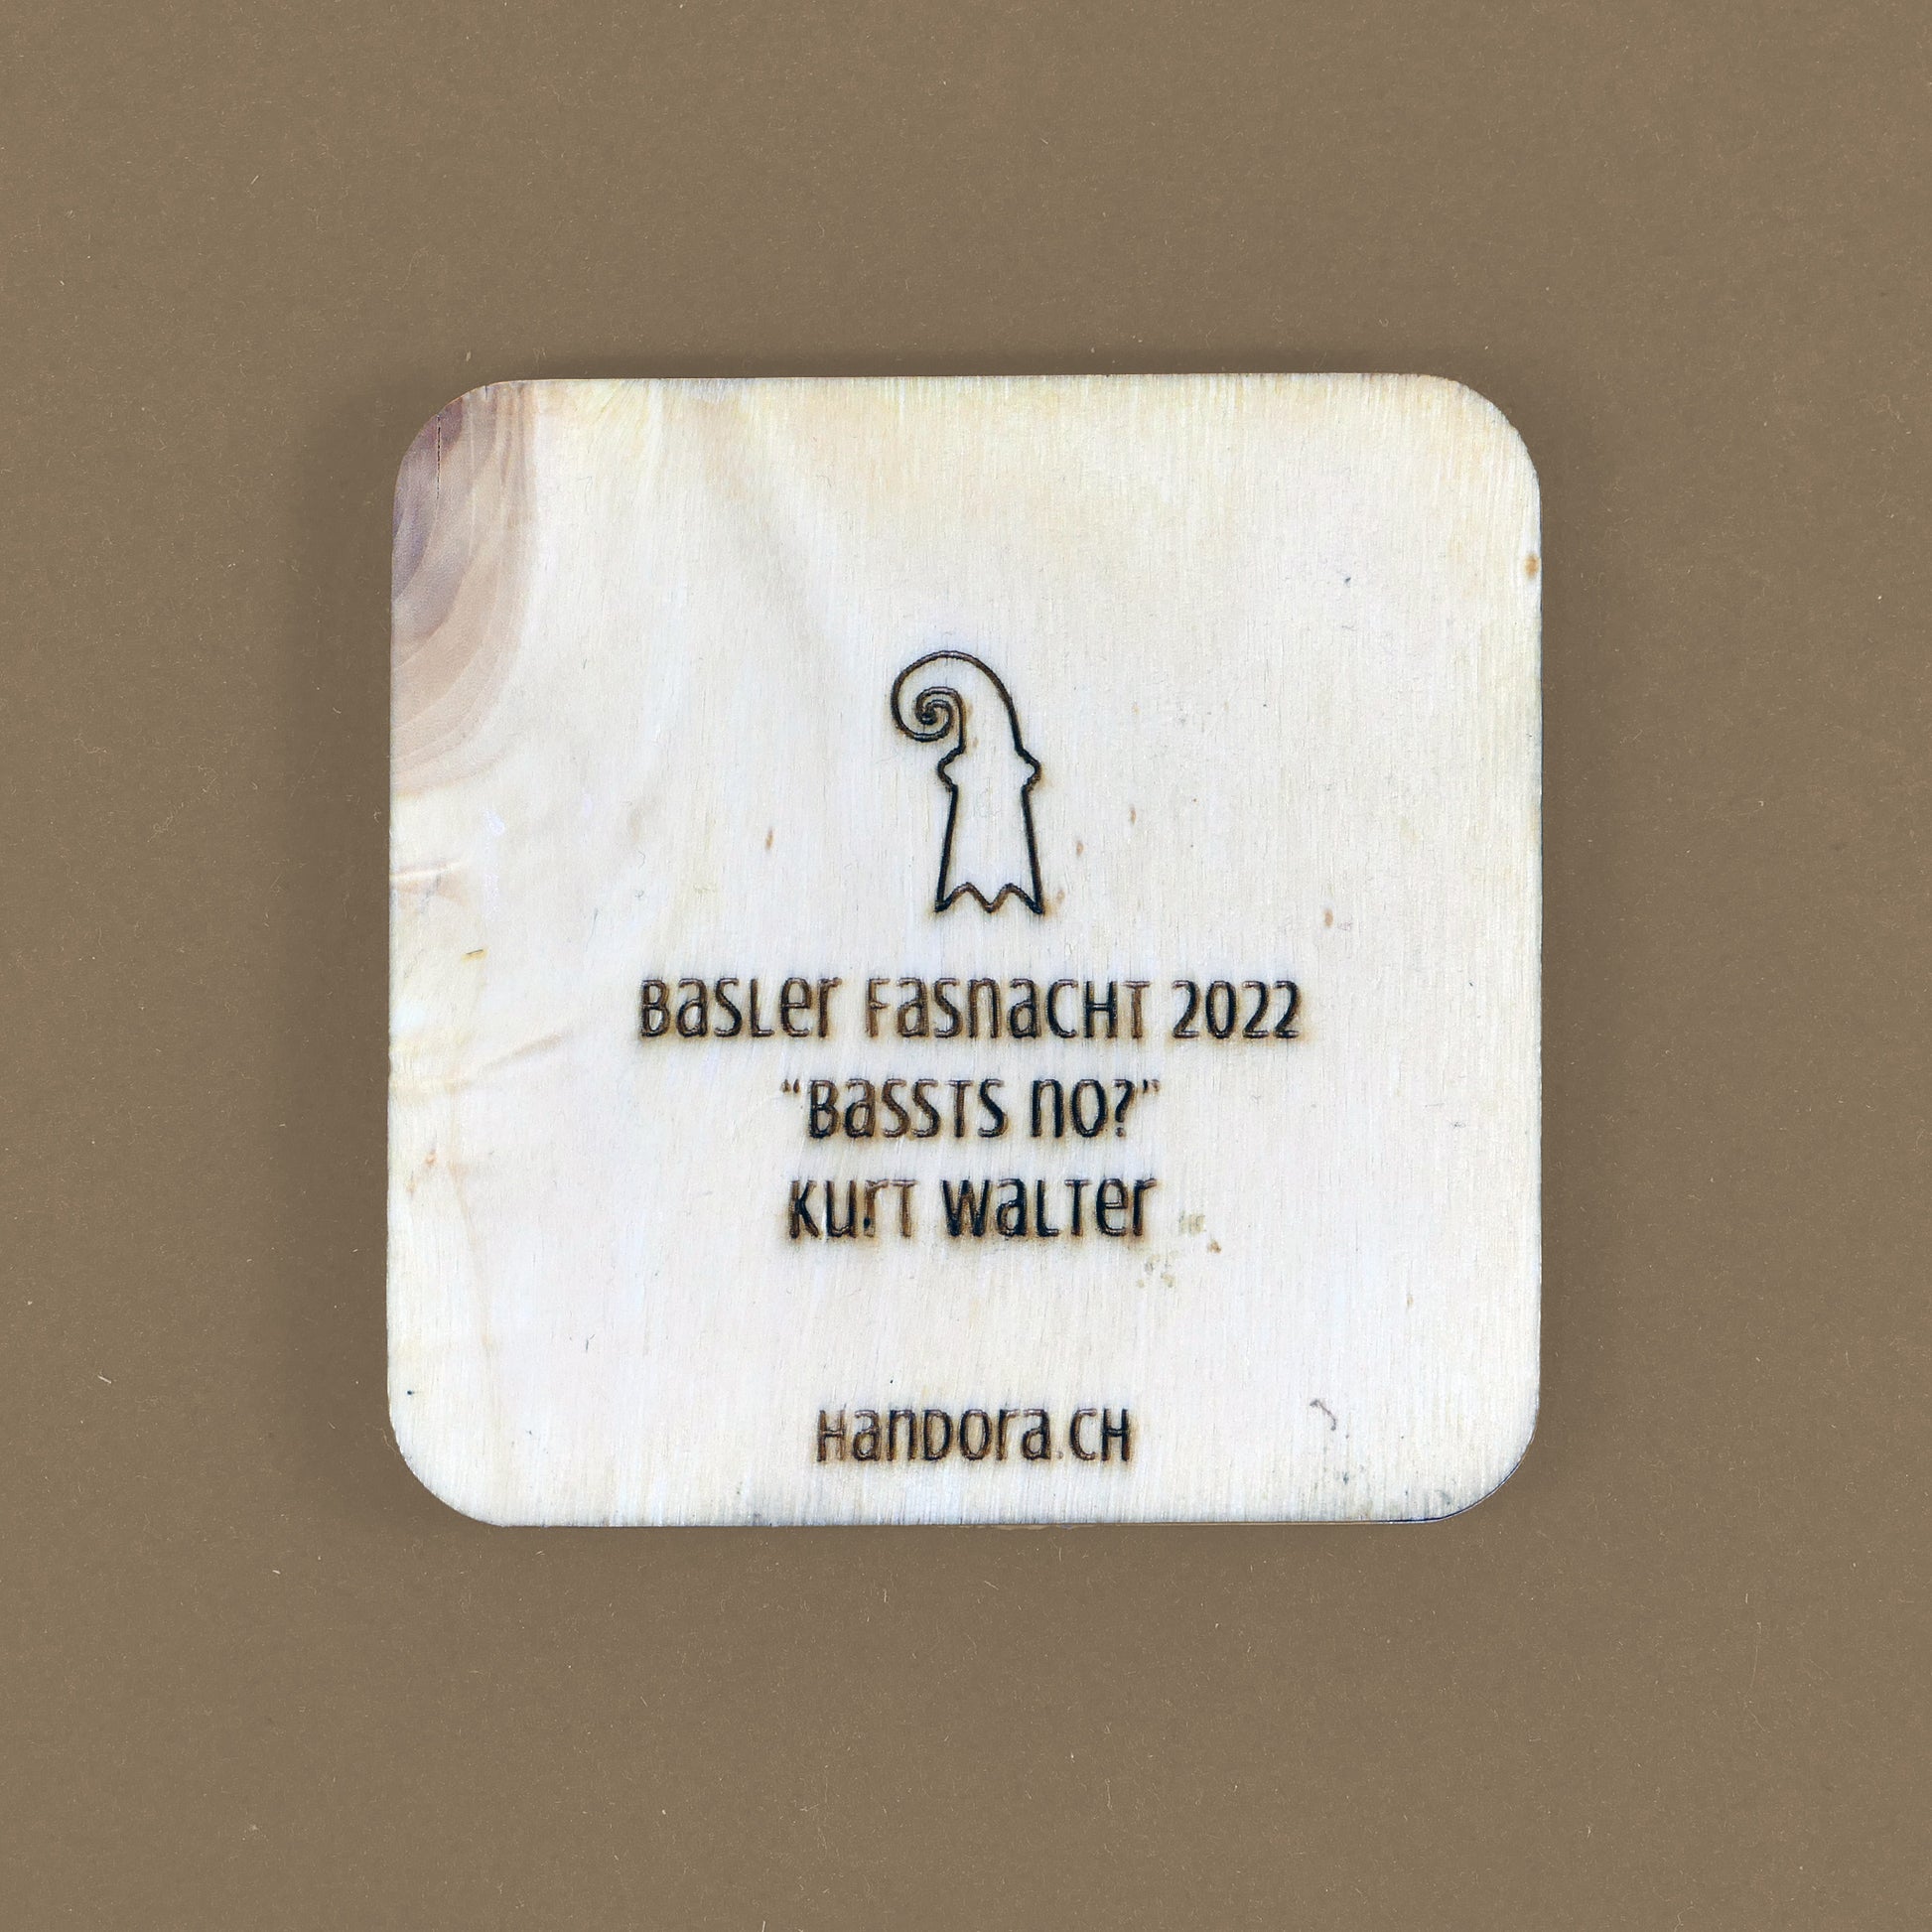 Basler Fasnacht 2022
“Bassts no?”
Kurt Walter
Handora.ch